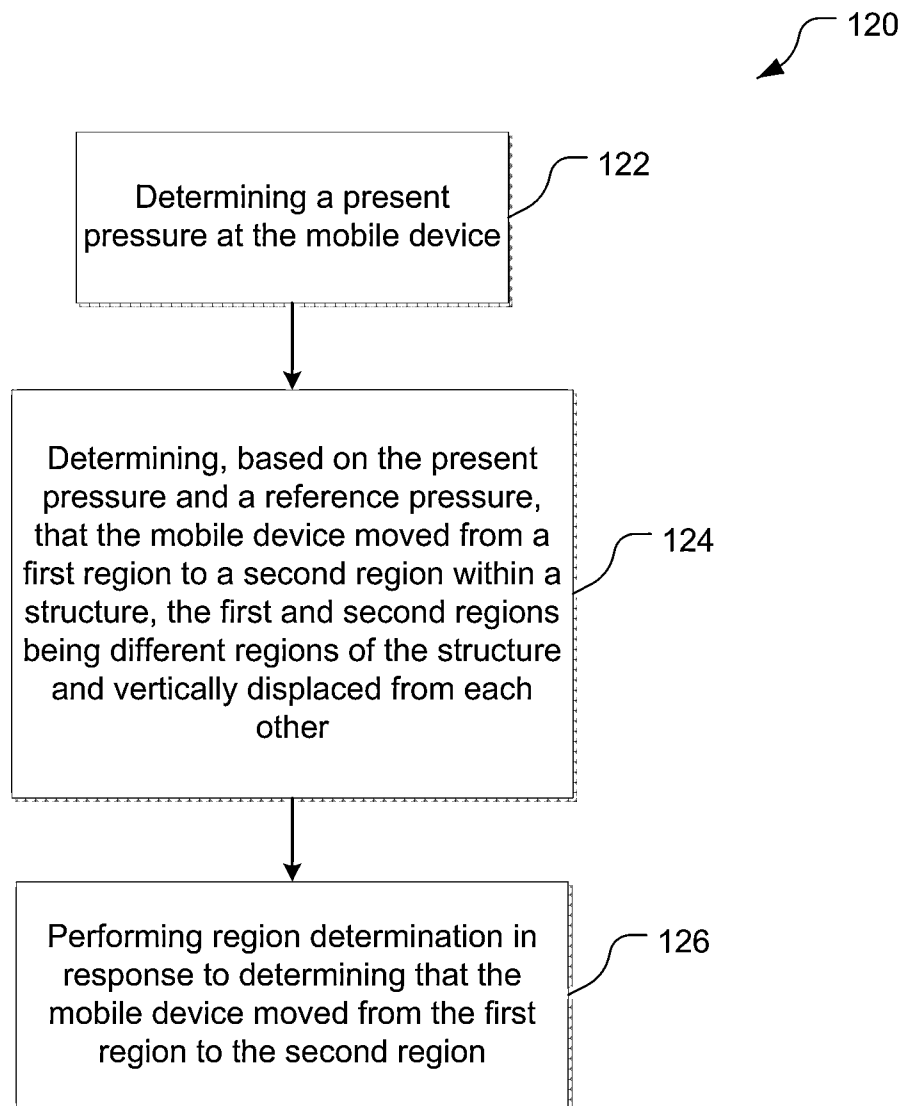 120
Determining a present
pressure at the mobile device
122
Determining, based on the present
pressure and a reference pressure,
that the mobile device moved from a
first region to a second region within a
structure, the first and second regions
being different regions of the structure
and vertically displaced from each
other
124
Performing region determination in
response to determining that the
mobile device moved from the first
region to the second region
126